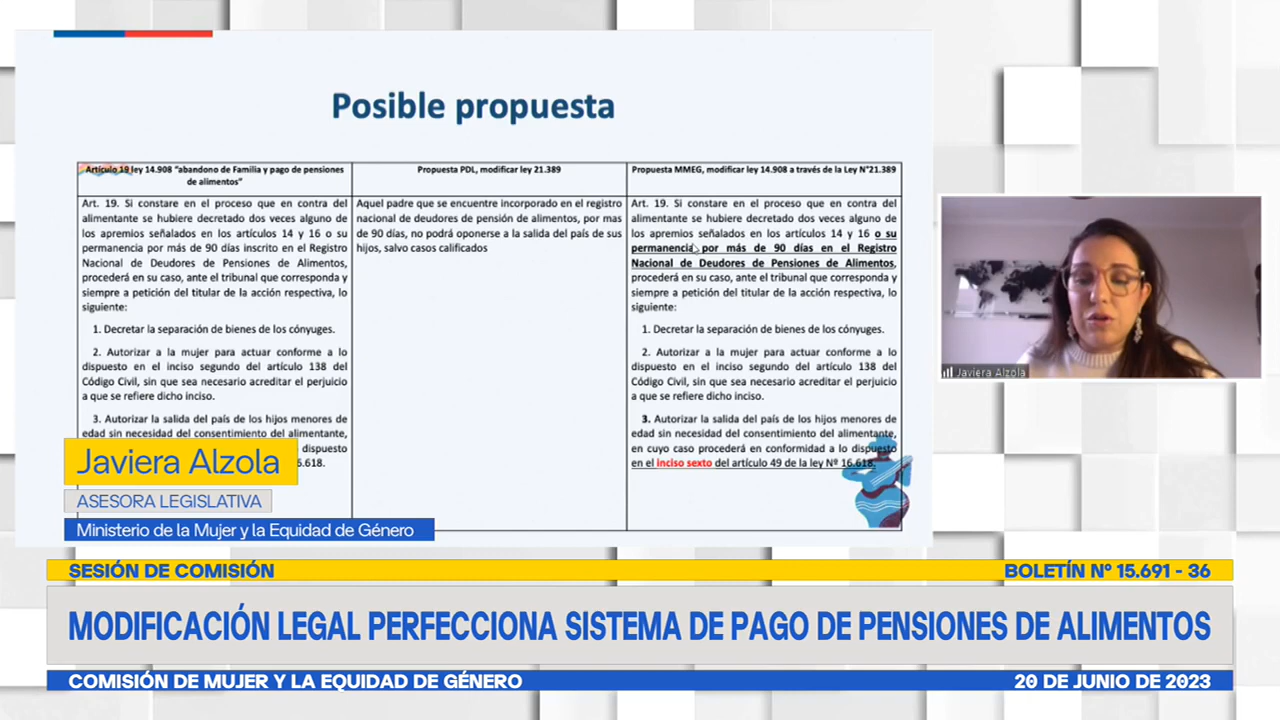 Posible propuesta
Artículo 19 ley 14.908 "abandono de Familia y pago de pensiones
de alimentos"
Art. 19. Si constare en el proceso que en contra del
alimentante se hubiere decretado dos veces alguno de
los apremios señalados en los artículos 14 y 16 o su
permanencia por más de 90 días inscrito en el Registro
Nacional de Deudores de Pensiones de Alimentos,
procederá en su caso, ante el tribunal que corresponda y
siempre a petición del titular de la acción respectiva, lo
siguiente:
1. Decretar la separación de bienes de los cónyuges.
2. Autorizar a la mujer para actuar conforme a lo
dispuesto en el inciso segundo del artículo 138 del
Código Civil, sin que sea necesario acreditar el perjuicio
a que se refiere dicho inciso.
3. Autorizar la salida del país de los hijos menores de
edad sin necesidad del consentimiento del alimentante,
dispuesto
6.618.
Propuesta PDL, modificar ley 21.389
Aquel padre que se encuentre incorporado en el registro
nacional de deudores de pensión de alimentos, por mas
de 90 días, no podrá oponerse a la salida del país de sus
hijos, salvo casos calificados
Propuesta MMEG, modificar ley 14.908 a través de la Ley N°21.389
Art. 19. Si constare en el proceso que en contra del
alimentante se hubiere decretado dos veces alguno de
los apremios señalados en los artículos 14 y 16 o su
permanencia por más de 90 días en el Registro
Nacional de Deudores de Pensiones de Alimentos,
procederá en su caso, ante el tribunal que corresponda y
siempre a petición del titular de la acción respectiva, lo
siguiente:
1. Decretar la separación de bienes de los cónyuges.
2. Autorizar a la mujer para actuar conforme a lo
dispuesto en el inciso segundo del artículo 138 del
Código Civil, sin que sea necesario acreditar el perjuicio
a que se refiere dicho inciso.
3. Autorizar la salida del país de los hijos menores de
edad sin necesidad del consentimiento del alimentante,
en cuyo caso procederá en conformidad a lo dispuesto
en el inciso sexto del artículo 49 de la ley Nº 16.618.
Javiera Alzola
Javiera Alzola
ASESORA LEGISLATIVA
Ministerio de la Mujer y la Equidad de Género
SESIÓN DE COMISIÓN
BOLETÍN Nº 15.691 - 36
MODIFICACIÓN LEGAL PERFECCIONA SISTEMA DE PAGO DE PENSIONES DE ALIMENTOS
COMISIÓN DE MUJER Y LA EQUIDAD DE GÉNERO
20 DE JUNIO DE 2023